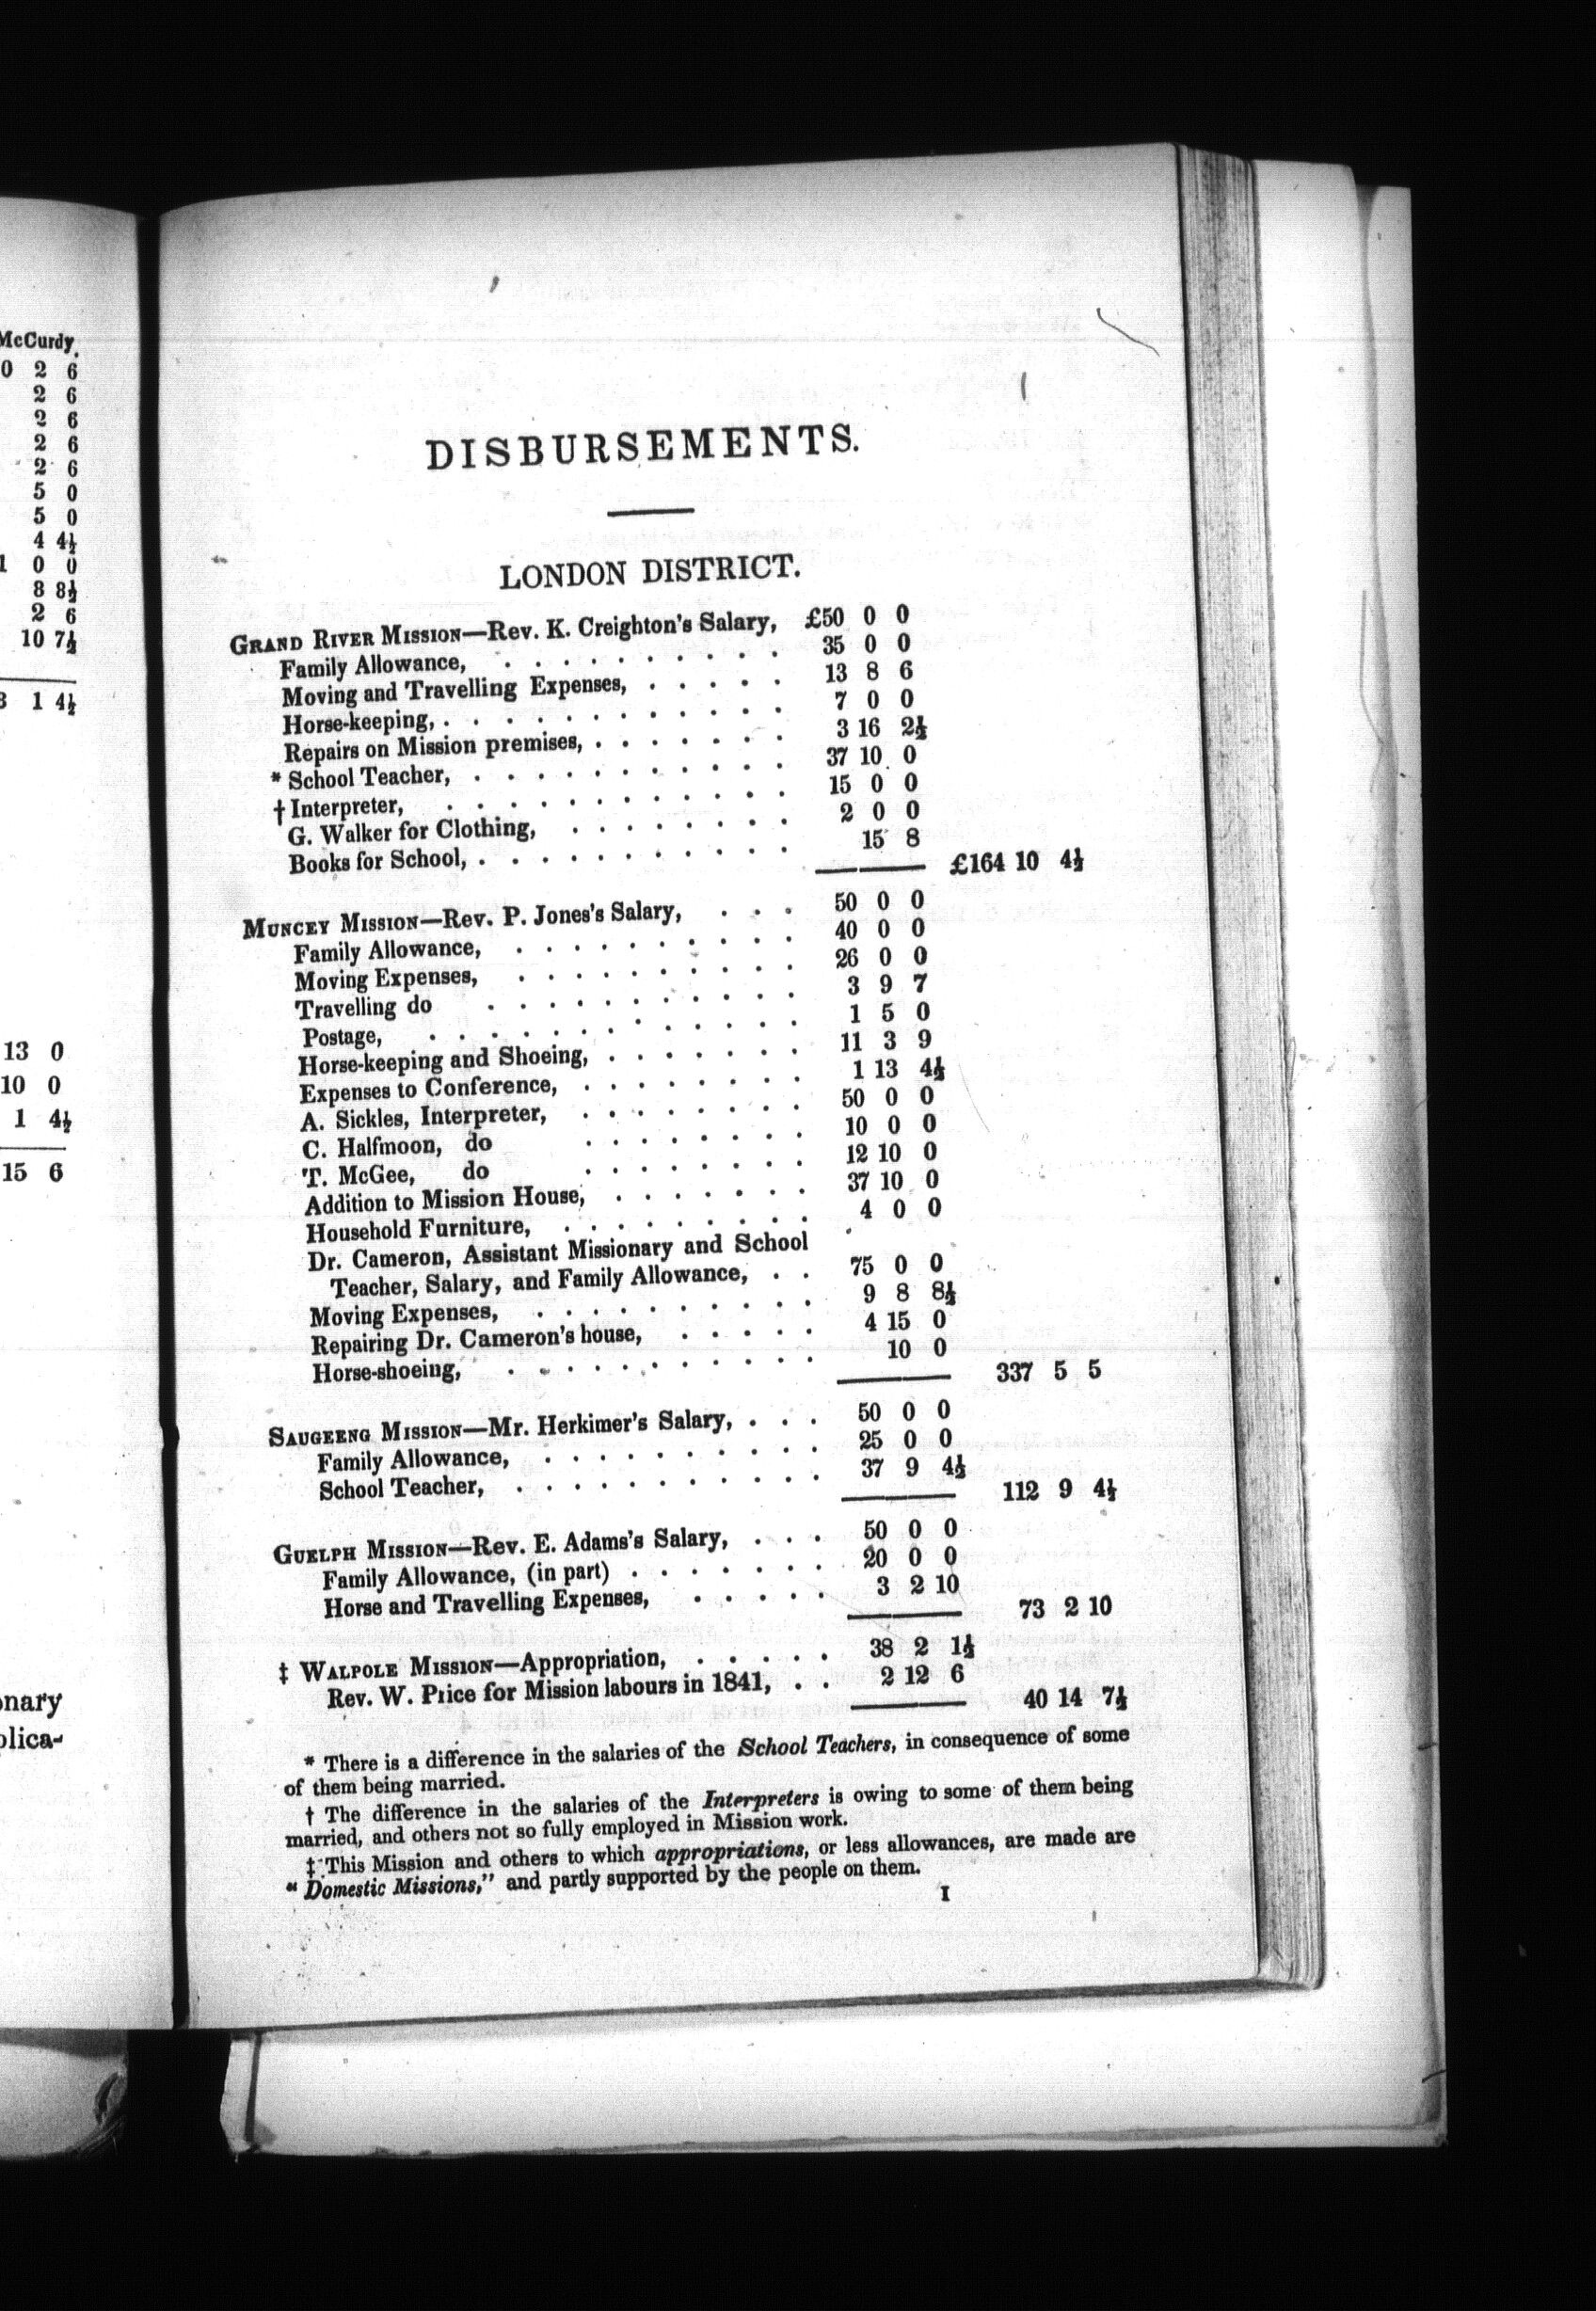 McCurdy.
0 2 6
2 6
2 6
2 6
2 6
5 0
5 0
4 4½
1 0 0
8 8½
2 6
10 7½
3 1 4½
13 0
10 0
1 4½
15 6
onary
plica-
DISBURSEMENTS.
LONDON DISTRICT.
GRAND RIVER MISSION—Rev. K. Creighton's Salary, £50 0 0
Family Allowance, . . . . . . . . . . 35 0 0
Moving and Travelling Expenses, . . . . . 13 8 6
Horse-keeping, . . . . . . . . . . . . 7 0 0
Repairs on Mission premises, . . . . . . . 3 16 2½
* School Teacher, . . . . . . . . . . . 37 10 0
† Interpreter, . . . . . . . . . . . . 15 0 0
G. Walker for Clothing, . . . . . . . . 2 0 0
Books for School, . . . . . . . . . . . 15 8
£164 10 4½
MUNCEY MISSION—Rev. P. Jones's Salary, . . . 50 0 0
Family Allowance, . . . . . . . . . . 40 0 0
Moving Expenses, . . . . . . . . . . 26 0 0
Travelling do . . . . . . . . . . . 3 9 7
Postage, . . . . . . . . . . . . . 1 5 0
Horse-keeping and Shoeing, . . . . . . . 11 3 9
Expenses to Conference, . . . . . . . . 1 13 4½
A. Sickles, Interpreter, . . . . . . . . 50 0 0
C. Halfmoon, do . . . . . . . . 10 0 0
T. McGee, do . . . . . . . . 12 10 0
Addition to Mission House, . . . . . . . 37 10 0
Household Furniture, . . . . . . . . . 4 0 0
Dr. Cameron, Assistant Missionary and School
Teacher, Salary, and Family Allowance, . . 75 0 0
Moving Expenses, . . . . . . . . . . 9 8 8½
Repairing Dr. Cameron's house, . . . . . 4 15 0
Horse-shoeing, . . . . . . . . . . . 10 0
337 5 5
SAUGEENG MISSION—Mr. Herkimer's Salary, . . . 50 0 0
Family Allowance, . . . . . . . . . . 25 0 0
School Teacher, . . . . . . . . . . . 37 9 4½
112 9 4½
GUELPH MISSION—Rev. E. Adams's Salary, . . . 50 0 0
Family Allowance, (in part) . . . . . . . 20 0 0
Horse and Travelling Expenses, . . . . . 3 2 10
73 2 10
‡ WALPOLE MISSION—Appropriation, . . . . . 38 2 1½
Rev. W. Price for Mission labours in 1841, . . 2 12 6
40 14 7½
* There is a difference in the salaries of the School Teachers, in consequence of some
of them being married.
† The difference in the salaries of the Interpreters is owing to some of them being
married, and others not so fully employed in Mission work.
‡ This Mission and others to which appropriations, or less allowances, are made are
"Domestic Missions," and partly supported by the people on them.
I